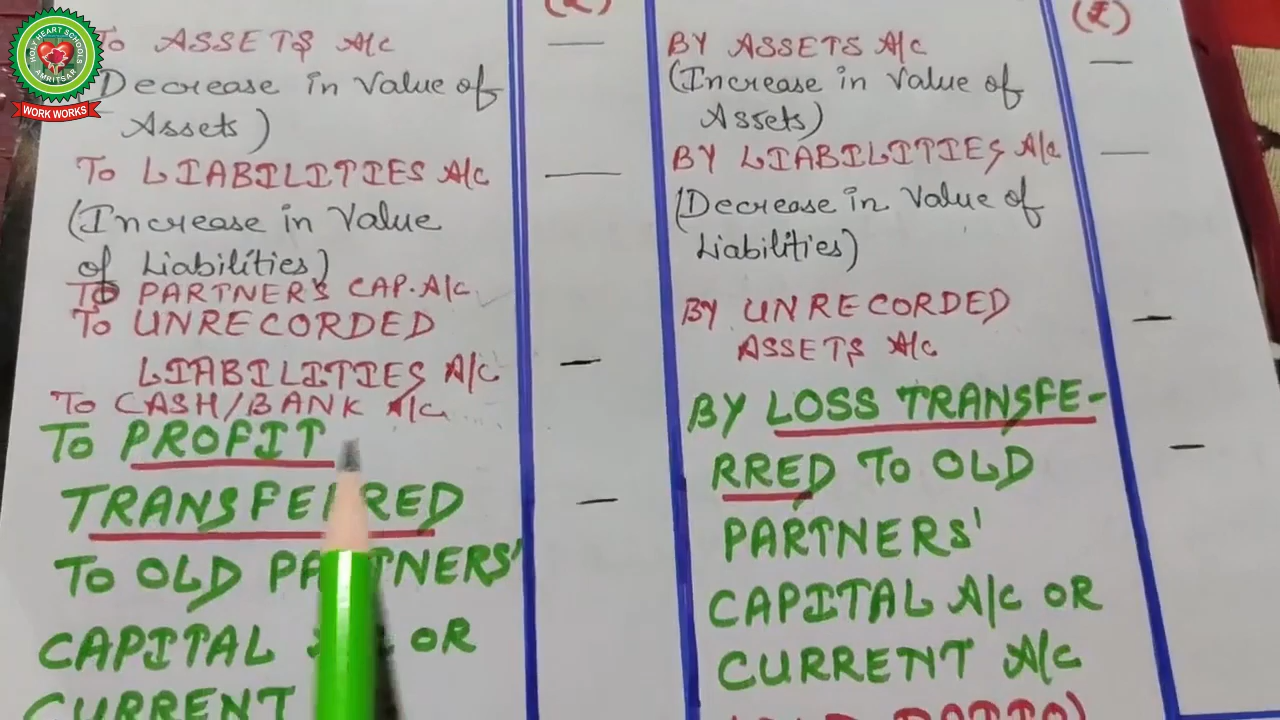 (₹)
(₹)
HOLY HEART SCHOOLS
AMRITSAR
WORK WORKS
To ASSETS A/c
(Decrease in Value of
Assets)
To LIABILITIES A/c
(Increase in Value
of Liabilities)
To PARTNER'S CAP. A/c
To UNRECORDED
LIABILITIES A/c
To CASH/BANK A/c
To PROFIT
TRANSFERRED
To OLD PARTNERS'
CAPITAL OR
CURRENT
BY ASSETS A/c
(Increase in Value of
Assets)
BY LIABILITIES A/c
(Decrease in Value of
Liabilities)
BY UNRECORDED
ASSETS A/c
BY LOSS TRANSFE-
RRED To OLD
PARTNERS'
CAPITAL A/c OR
CURRENT A/c